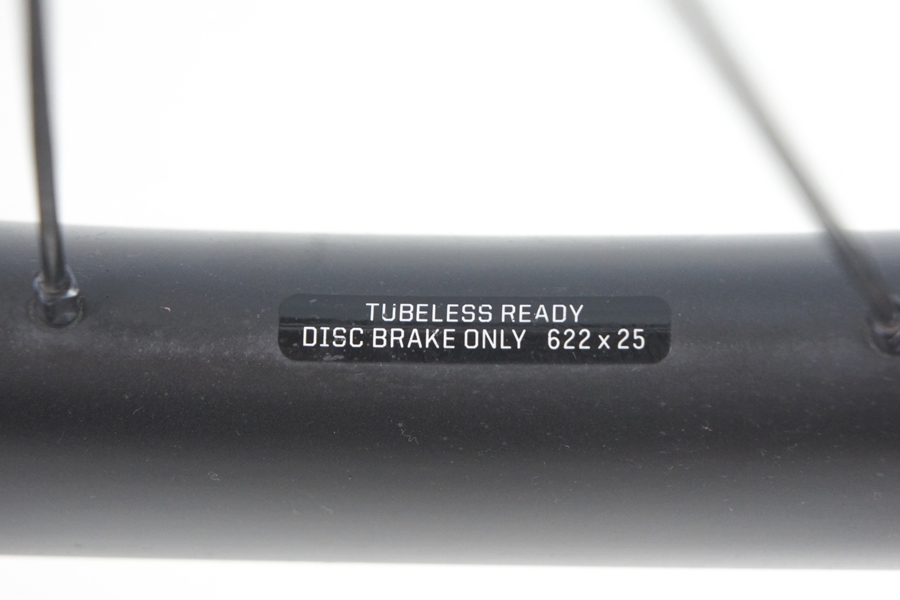 TUBELESS READY
DISC BRAKE ONLY 622 x 25